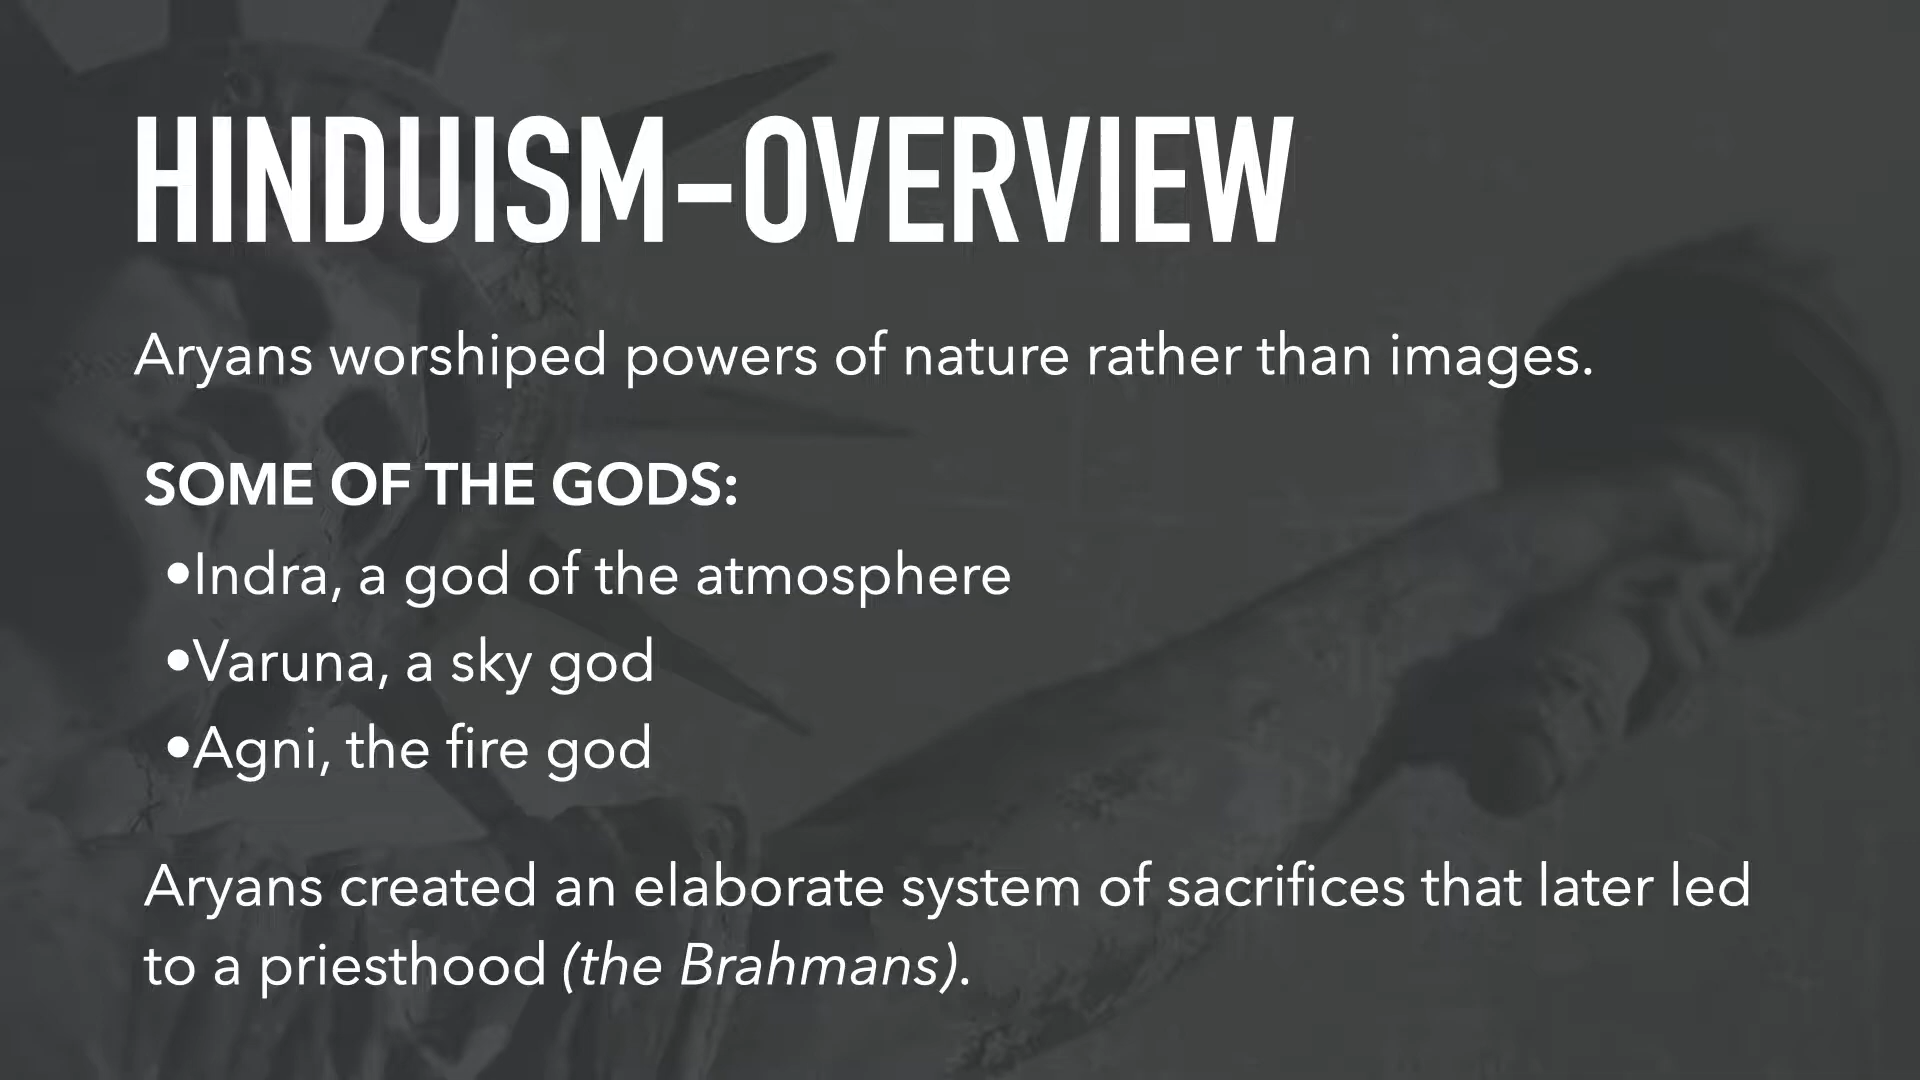 HINDUISM-OVERVIEW
Aryans worshiped powers of nature rather than images.
SOME OF THE GODS:
•Indra, a god of the atmosphere
•Varuna, a sky god
•Agni, the fire god
Aryans created an elaborate system of sacrifices that later led
to a priesthood (the Brahmans).